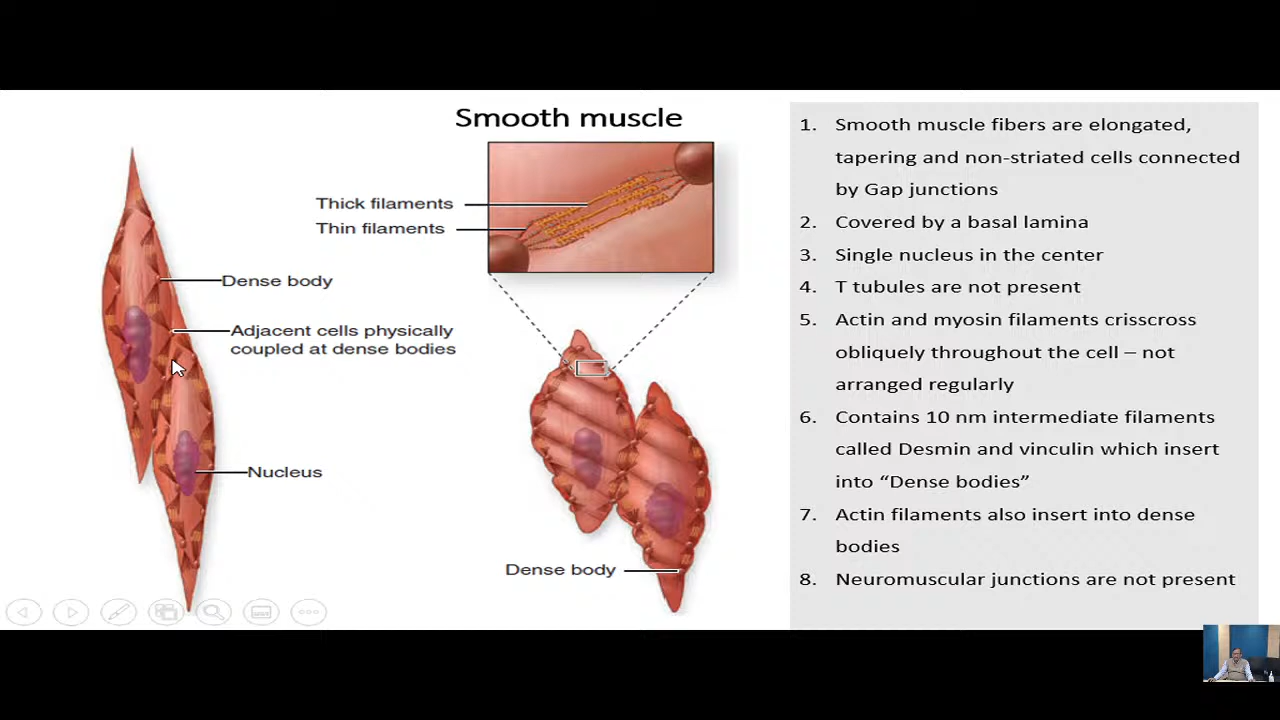 Smooth muscle
Thick filaments
Thin filaments
Dense body
Adjacent cells physically
coupled at dense bodies
Nucleus
Dense body
1. Smooth muscle fibers are elongated,
tapering and non-striated cells connected
by Gap junctions
2. Covered by a basal lamina
3. Single nucleus in the center
4. T tubules are not present
5. Actin and myosin filaments crisscross
obliquely throughout the cell – not
arranged regularly
6. Contains 10 nm intermediate filaments
called Desmin and vinculin which insert
into “Dense bodies”
7. Actin filaments also insert into dense
bodies
8. Neuromuscular junctions are not present